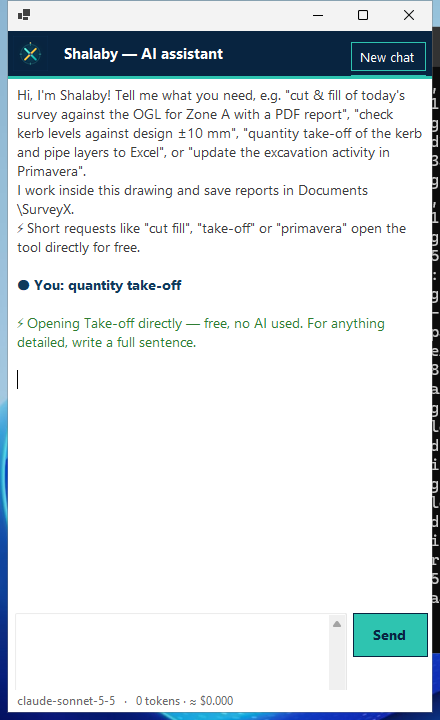 Shalaby — AI assistant
New chat
Hi, I'm Shalaby! Tell me what you need, e.g. "cut & fill of today's
survey against the OGL for Zone A with a PDF report", "check
kerb levels against design ±10 mm", "quantity take-off of the kerb
and pipe layers to Excel", or "update the excavation activity in
Primavera".
I work inside this drawing and save reports in Documents
\SurveyX.
⚡ Short requests like "cut fill", "take-off" or "primavera" open the
tool directly for free.
● You: quantity take-off
⚡ Opening Take-off directly — free, no AI used. For anything
detailed, write a full sentence.
Send
claude-sonnet-5-5 · 0 tokens · ≈ $0.000